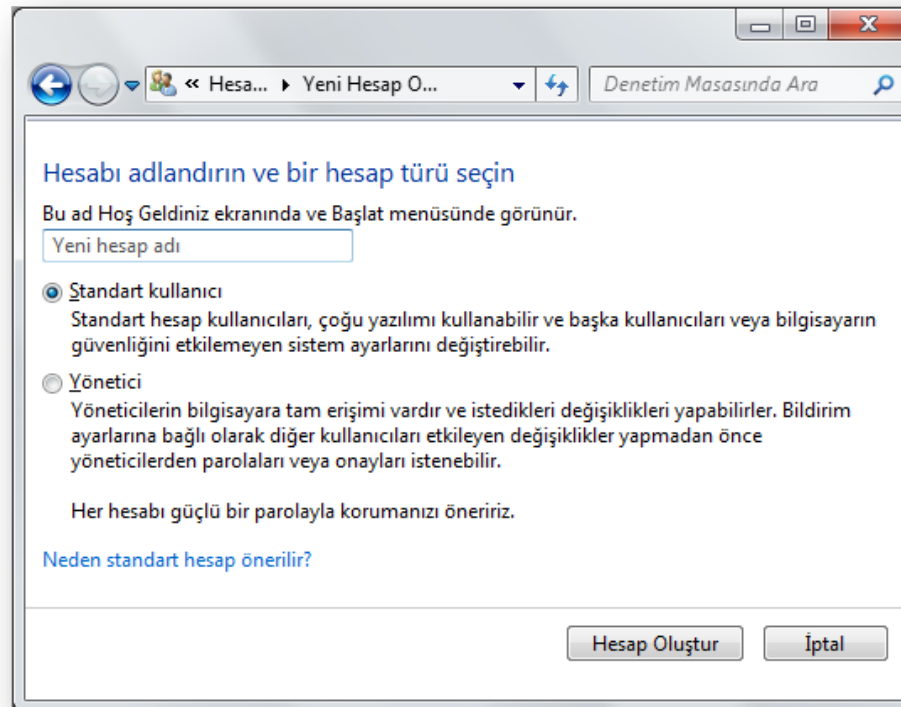 « Hesa... ▸ Yeni Hesap O... Denetim Masasında Ara
Hesabı adlandırın ve bir hesap türü seçin
Bu ad Hoş Geldiniz ekranında ve Başlat menüsünde görünür.
Yeni hesap adı
Standart kullanıcı
Standart hesap kullanıcıları, çoğu yazılımı kullanabilir ve başka kullanıcıları veya bilgisayarın
güvenliğini etkilemeyen sistem ayarlarını değiştirebilir.
Yönetici
Yöneticilerin bilgisayara tam erişimi vardır ve istedikleri değişiklikleri yapabilirler. Bildirim
ayarlarına bağlı olarak diğer kullanıcıları etkileyen değişiklikler yapmadan önce
yöneticilerden parolaları veya onayları istenebilir.
Her hesabı güçlü bir parolayla korumanızı öneririz.
Neden standart hesap önerilir?
Hesap Oluştur İptal